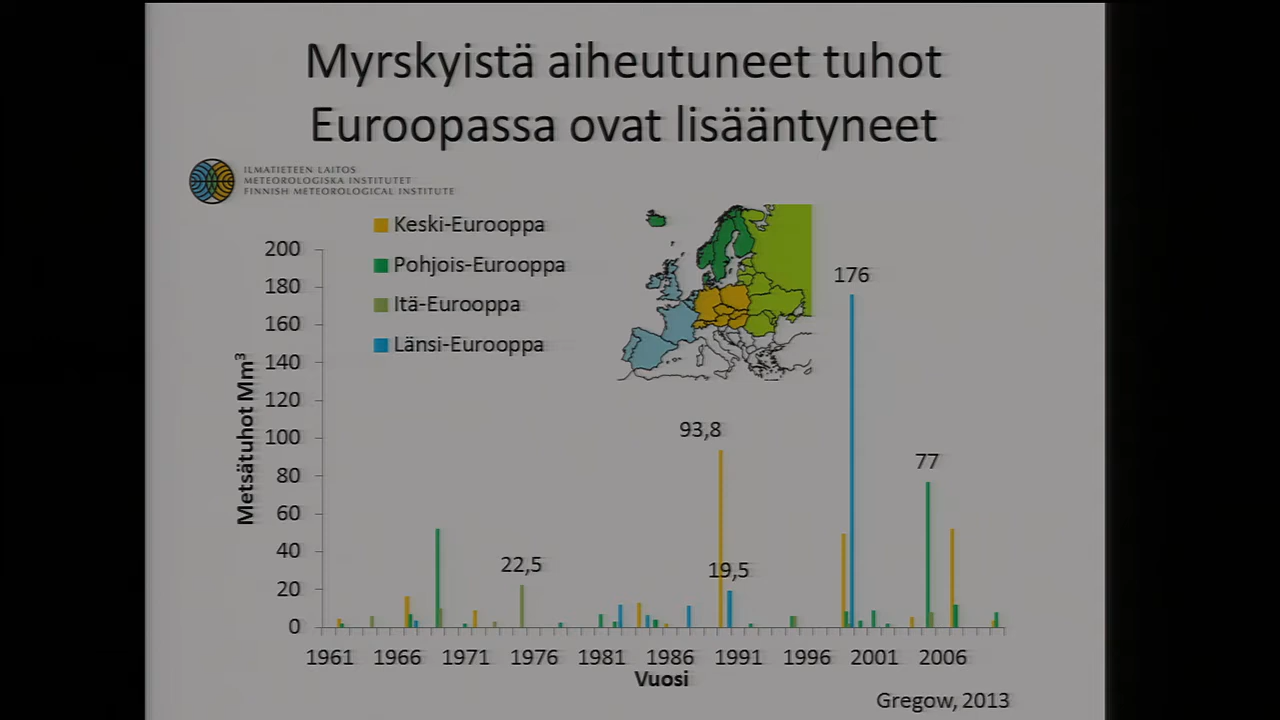 Myrskyistä aiheutuneet tuhot
Euroopassa ovat lisääntyneet
ILMATIETEEN LAITOS
METEOROLOGISKA INSTITUTET
FINNISH METEOROLOGICAL INSTITUTE
Keski-Eurooppa
Pohjois-Eurooppa
Itä-Eurooppa
Länsi-Eurooppa
Metsätuhot Mm³
200
180
160
140
120
100
80
60
40
20
0
22,5
93,8
19,5
176
77
1961 1966 1971 1976 1981 1986 1991 1996 2001 2006
Vuosi
Gregow, 2013